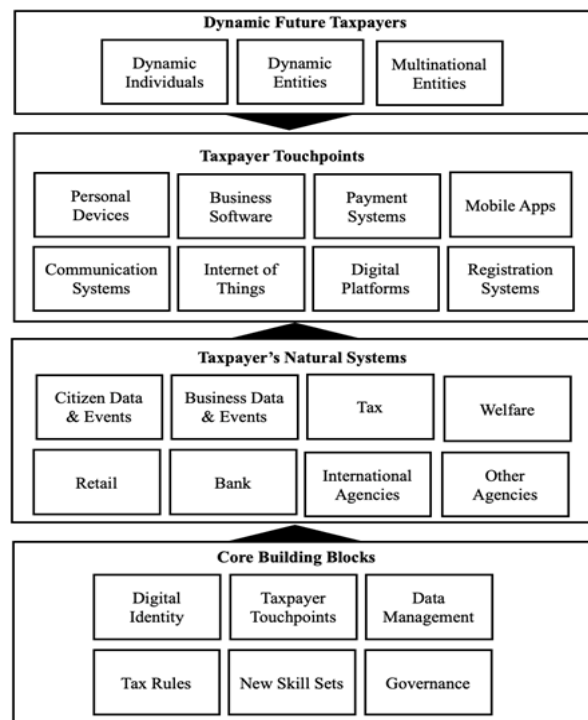 Dynamic Future Taxpayers
Dynamic
Individuals
Dynamic
Entities
Multinational
Entities
Taxpayer Touchpoints
Personal
Devices
Business
Software
Payment
Systems
Mobile Apps
Communication
Systems
Internet of
Things
Digital
Platforms
Registration
Systems
Taxpayer’s Natural Systems
Citizen Data
& Events
Business Data
& Events
Tax
Welfare
Retail
Bank
International
Agencies
Other
Agencies
Core Building Blocks
Digital
Identity
Taxpayer
Touchpoints
Data
Management
Tax Rules
New Skill Sets
Governance